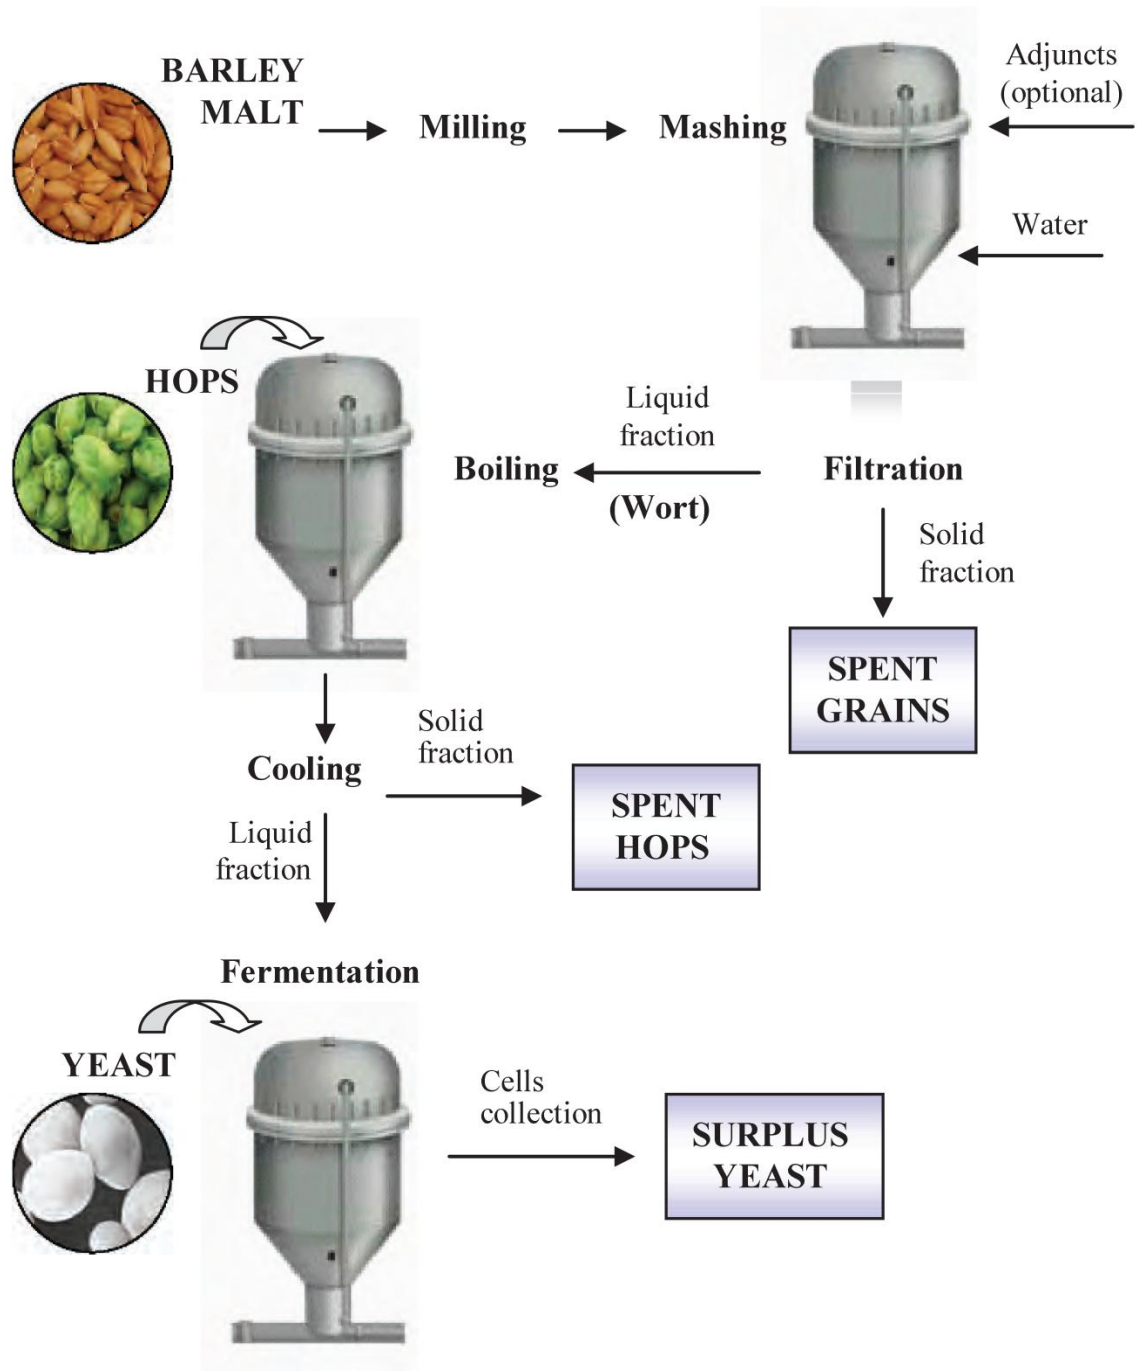 BARLEY
MALT
Milling
Mashing
Adjuncts
(optional)
Water
HOPS
Liquid
fraction
Boiling
(Wort)
Filtration
Solid
fraction
SPENT
GRAINS
Cooling
Solid
fraction
SPENT
HOPS
Liquid
fraction
Fermentation
YEAST
Cells
collection
SURPLUS
YEAST